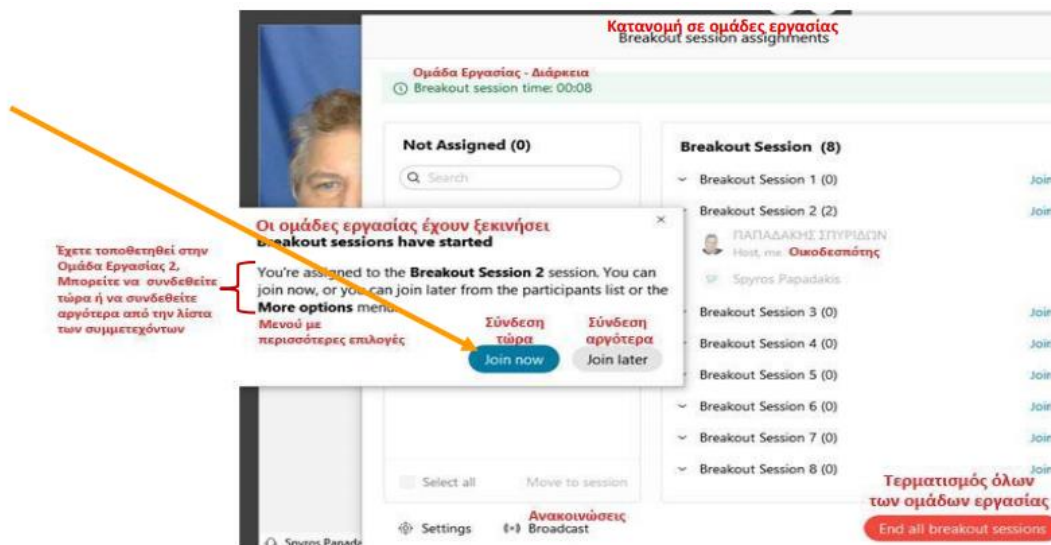 Κατανομή σε ομάδες εργασίας
Breakout session assignments
Ομάδα Εργασίας - Διάρκεια
Breakout session time: 00:08
Not Assigned (0)
Search
Breakout Session (8)
Breakout Session 1 (0)
Join
Breakout Session 2 (2)
Join
ΠΑΠΑΔΑΚΗΣ ΣΠΥΡΙΔΩΝ
Host, me Οικοδεσπότης
SP Spyros Papadakis
Breakout Session 3 (0)
Join
Breakout Session 4 (0)
Join
Breakout Session 5 (0)
Join
Breakout Session 6 (0)
Join
Breakout Session 7 (0)
Join
Breakout Session 8 (0)
Join
Οι ομάδες εργασίας έχουν ξεκινήσει
Breakout sessions have started
Έχετε τοποθετηθεί στην
Ομάδα Εργασίας 2,
Μπορείτε να συνδεθείτε
τώρα ή να συνδεθείτε
αργότερα από την λίστα
των συμμετεχόντων
You're assigned to the Breakout Session 2 session. You can
join now, or you can join later from the participants list or the
More options menu.
Μενού με
περισσότερες επιλογές
Σύνδεση
τώρα
Join now
Σύνδεση
αργότερα
Join later
Select all
Move to session
Τερματισμός όλων
των ομάδων εργασίας
End all breakout sessions
Ανακοινώσεις
Settings
Broadcast
Spyros Papada